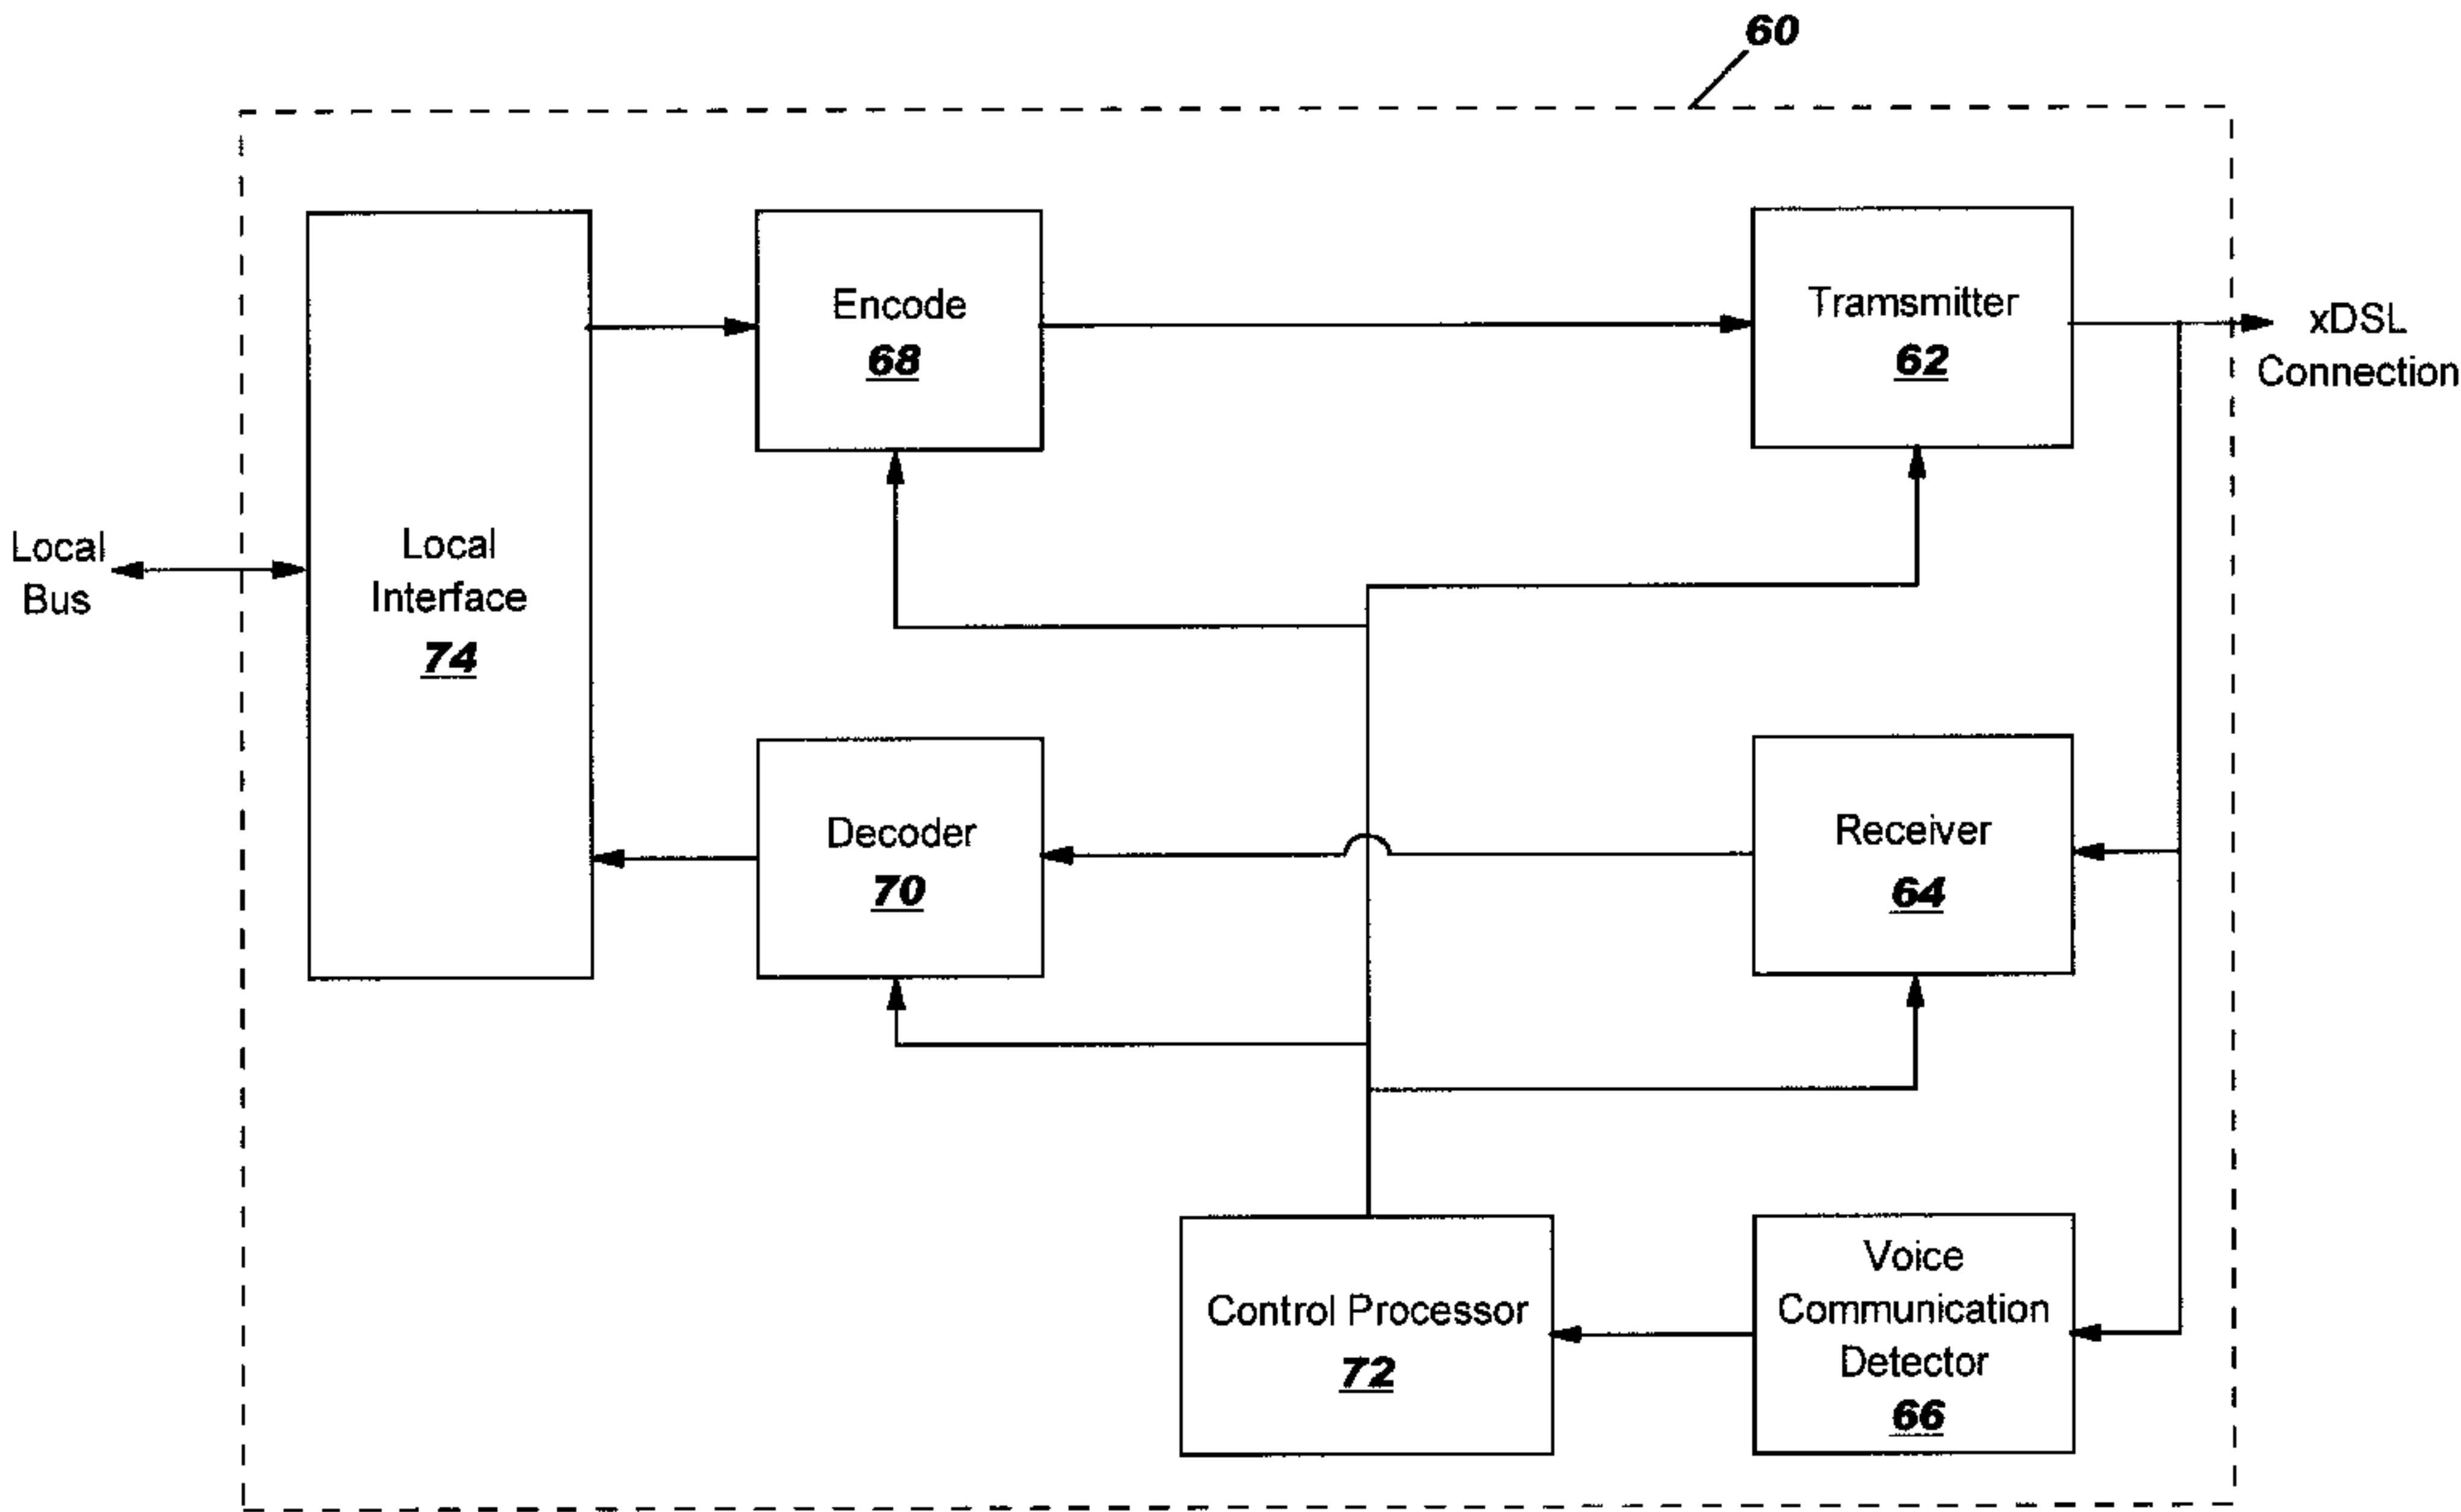 60
Encode
68
Tramsmitter
62
xDSL
Connection
Local
Bus
Local
Interface
74
Decoder
70
Receiver
64
Control Processor
72
Voice
Communication
Detector
66